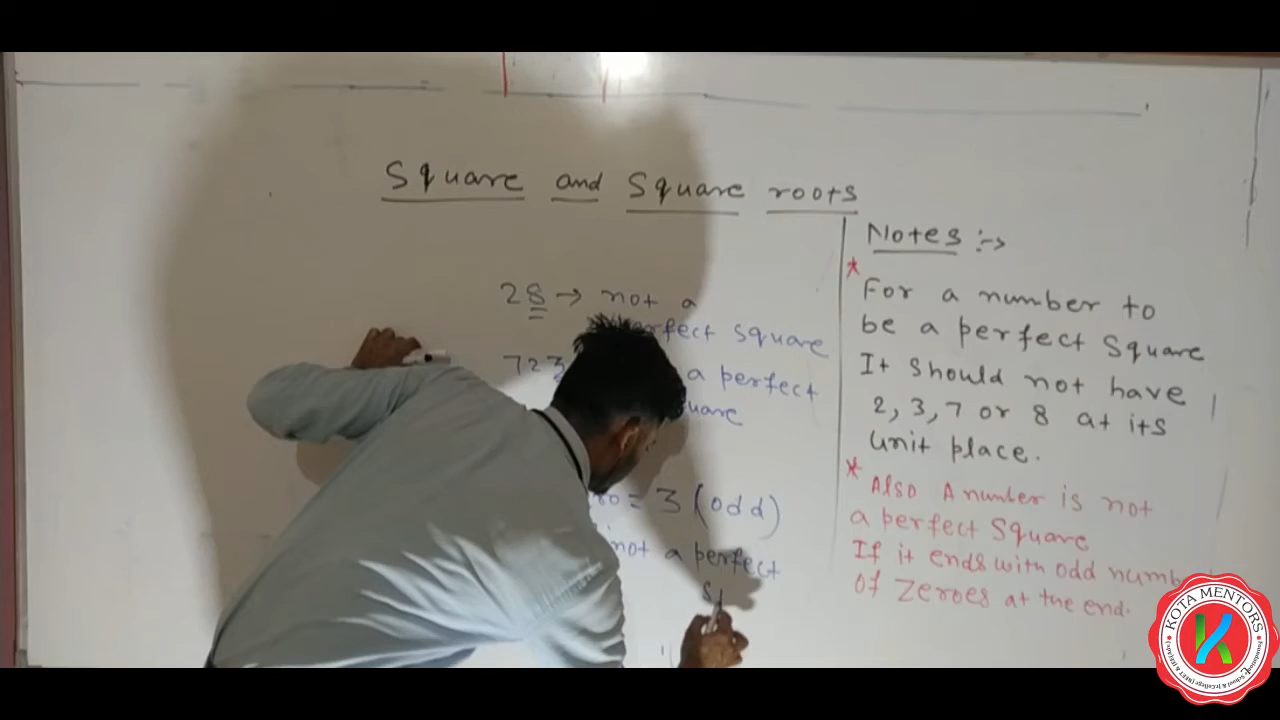 Square and Square roots
28 → not a
perfect square
723
a perfect
square
= 3 (odd)
not a perfect
Notes :→
* For a number to
be a perfect square
It should not have
2, 3, 7 or 8 at its
unit place.
* Also A number is not
a perfect square
If it ends with odd numb
of zeroes at the end.
KOTA MENTORS